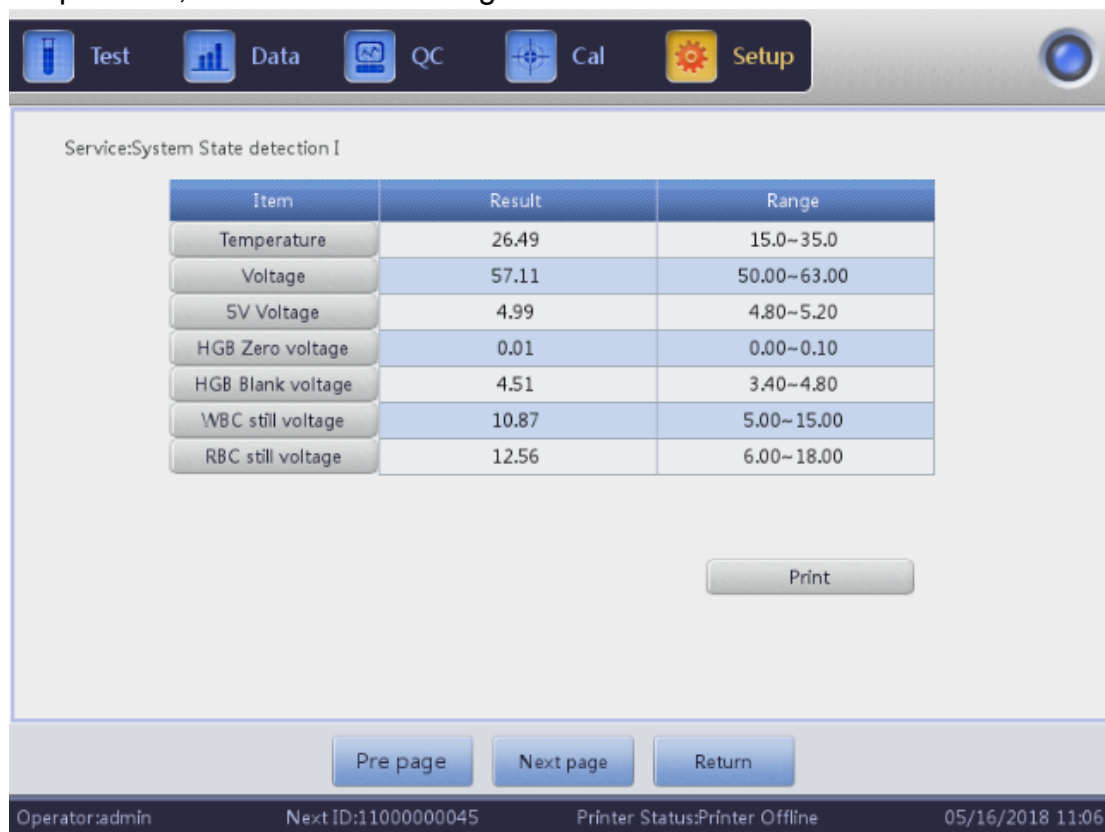 Test Data QC Cal Setup
Service:System State detection I
Item Result Range
Temperature 26.49 15.0~35.0
Voltage 57.11 50.00~63.00
5V Voltage 4.99 4.80~5.20
HGB Zero voltage 0.01 0.00~0.10
HGB Blank voltage 4.51 3.40~4.80
WBC still voltage 10.87 5.00~15.00
RBC still voltage 12.56 6.00~18.00
Print
Pre page Next page Return
Operator:admin Next ID:11000000045 Printer Status:Printer Offline 05/16/2018 11:06